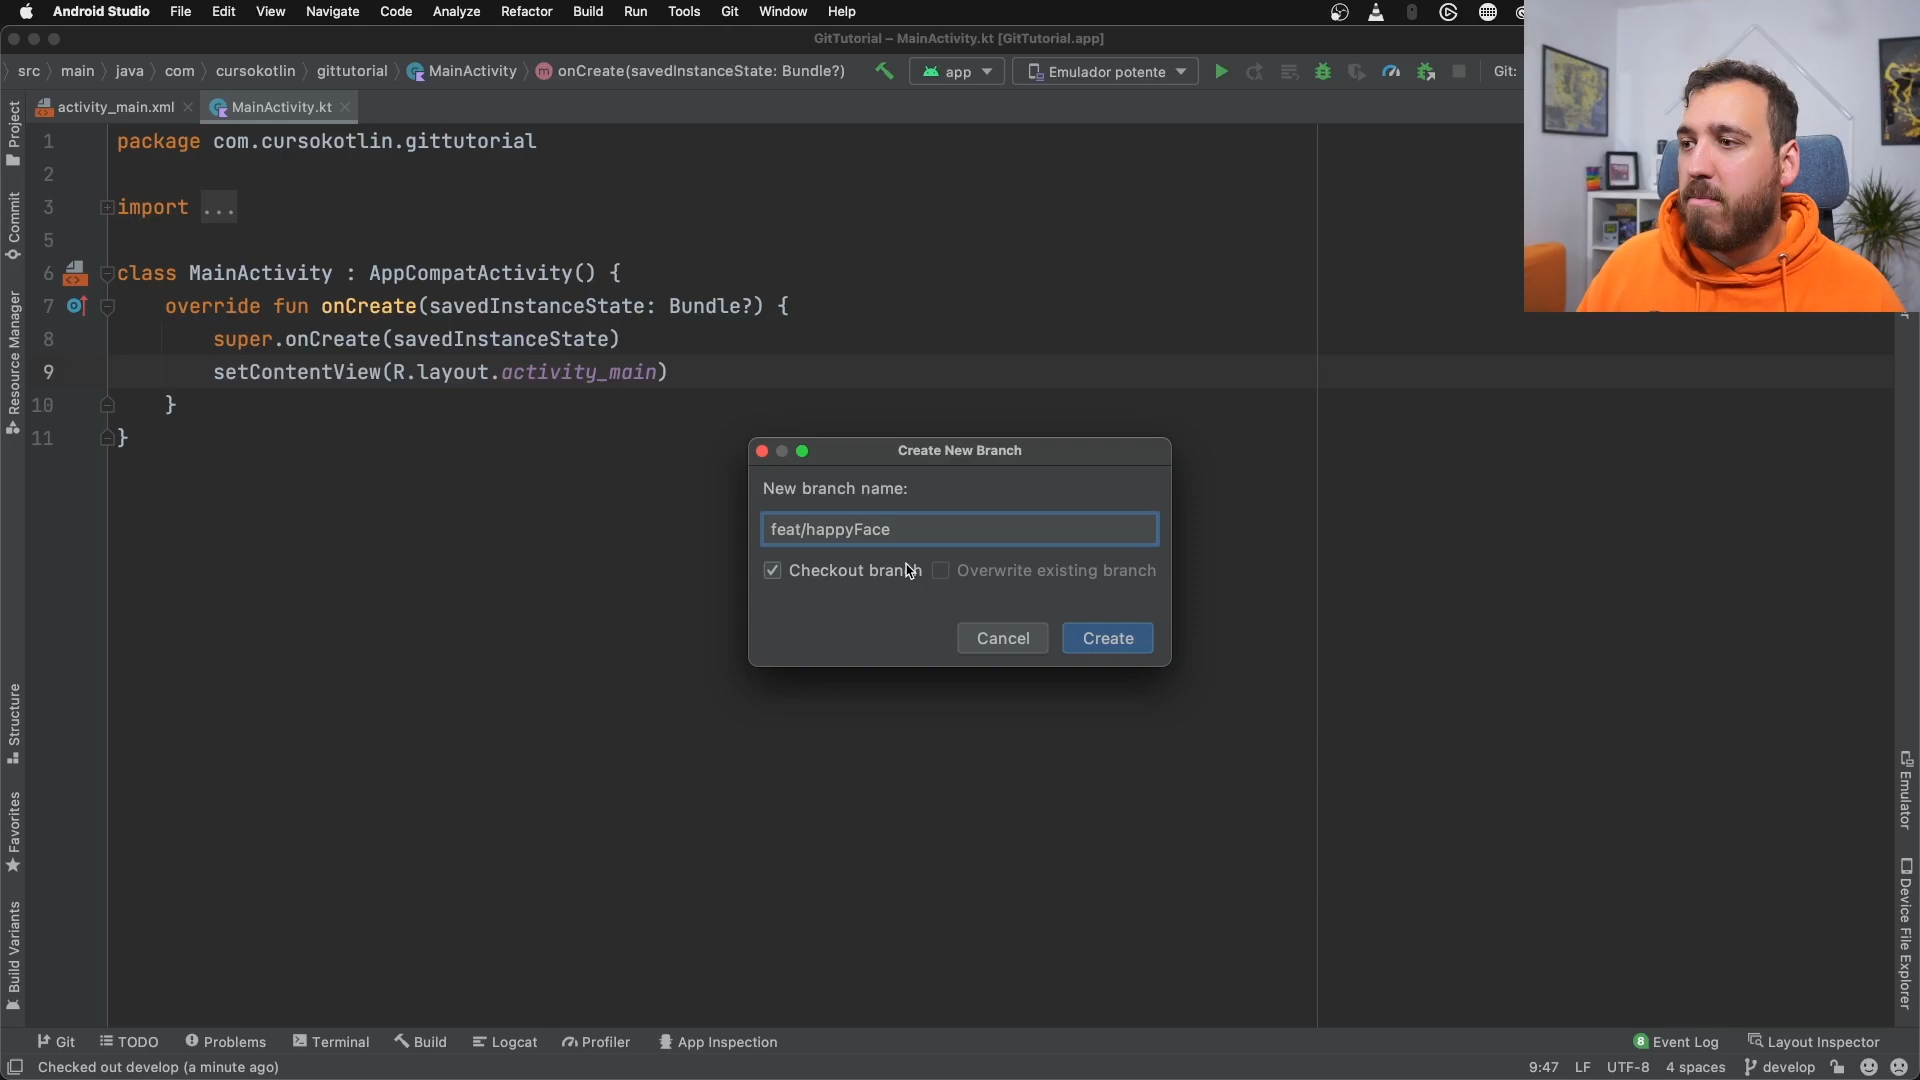 Android Studio File Edit View Navigate Code Analyze Refactor Build Run Tools Git Window Help
GitTutorial – MainActivity.kt [GitTutorial.app]
src main java com cursokotlin gittutorial MainActivity onCreate(savedInstanceState: Bundle?) app Emulador potente Git:
activity_main.xml MainActivity.kt
1 package com.cursokotlin.gittutorial
2
3 import ...
5
6 class MainActivity : AppCompatActivity() {
7 override fun onCreate(savedInstanceState: Bundle?) {
8 super.onCreate(savedInstanceState)
9 setContentView(R.layout.activity_main)
10 }
11 }
Project
Commit
Resource Manager
Structure
Favorites
Build Variants
Create New Branch
New branch name:
feat/happyFace
Checkout branch Overwrite existing branch
Cancel Create
Emulator
Device File Explorer
Git TODO Problems Terminal Build Logcat Profiler App Inspection 8 Event Log Layout Inspector
Checked out develop (a minute ago) 9:47 LF UTF-8 4 spaces develop